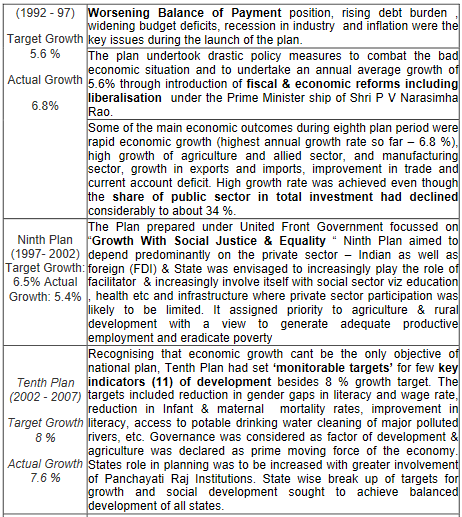 (1992 - 97)
Target Growth
5.6 %
Actual Growth
6.8%
Worsening Balance of Payment position, rising debt burden ,
widening budget deficits, recession in industry and inflation were the
key issues during the launch of the plan.
The plan undertook drastic policy measures to combat the bad
economic situation and to undertake an annual average growth of
5.6% through introduction of fiscal & economic reforms including
liberalisation under the Prime Minister ship of Shri P V Narasimha
Rao.
Some of the main economic outcomes during eighth plan period were
rapid economic growth (highest annual growth rate so far – 6.8 %),
high growth of agriculture and allied sector, and manufacturing
sector, growth in exports and imports, improvement in trade and
current account deficit. High growth rate was achieved even though
the share of public sector in total investment had declined
considerably to about 34 %.
Ninth Plan
(1997- 2002)
Target Growth:
6.5% Actual
Growth: 5.4%
The Plan prepared under United Front Government focussed on
“Growth With Social Justice & Equality “ Ninth Plan aimed to
depend predominantly on the private sector – Indian as well as
foreign (FDI) & State was envisaged to increasingly play the role of
facilitator & increasingly involve itself with social sector viz education
, health etc and infrastructure where private sector participation was
likely to be limited. It assigned priority to agriculture & rural
development with a view to generate adequate productive
employment and eradicate poverty
Tenth Plan
(2002 - 2007)
Target Growth
8 %
Actual Growth
7.6 %
Recognising that economic growth cant be the only objective of
national plan, Tenth Plan had set ‘monitorable targets’ for few key
indicators (11) of development besides 8 % growth target. The
targets included reduction in gender gaps in literacy and wage rate,
reduction in Infant & maternal mortality rates, improvement in
literacy, access to potable drinking water cleaning of major polluted
rivers, etc. Governance was considered as factor of development &
agriculture was declared as prime moving force of the economy.
States role in planning was to be increased with greater involvement
of Panchayati Raj Institutions. State wise break up of targets for
growth and social development sought to achieve balanced
development of all states.